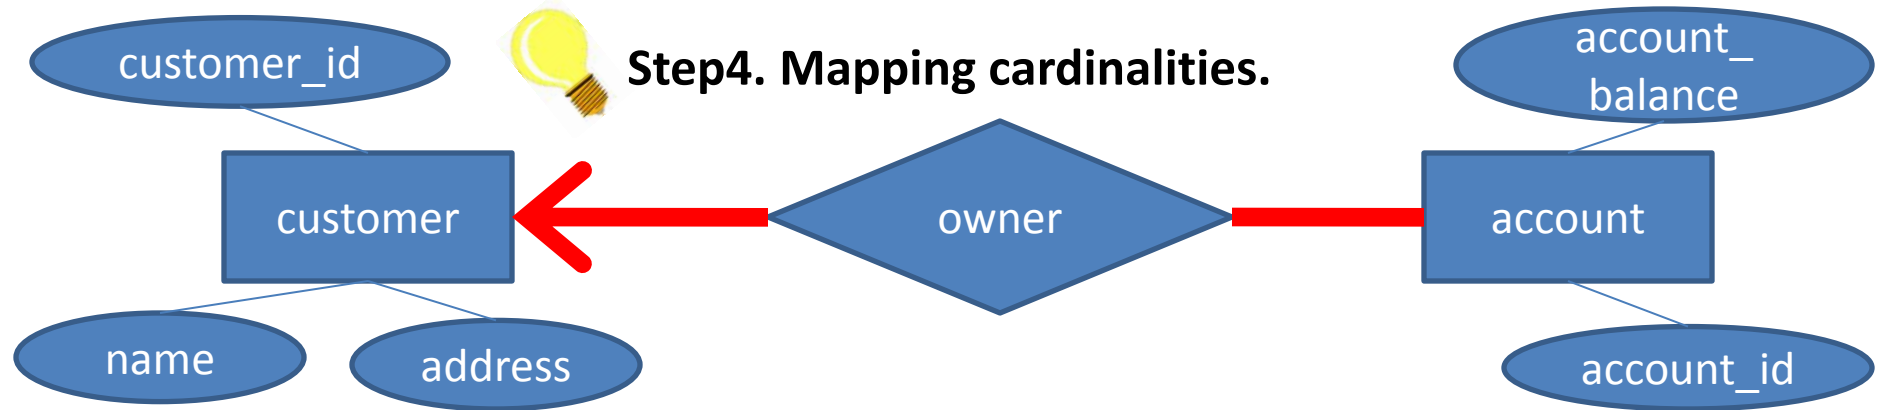 customer_id
Step4. Mapping cardinalities.
account_
balance
customer
owner
account
name
address
account_id